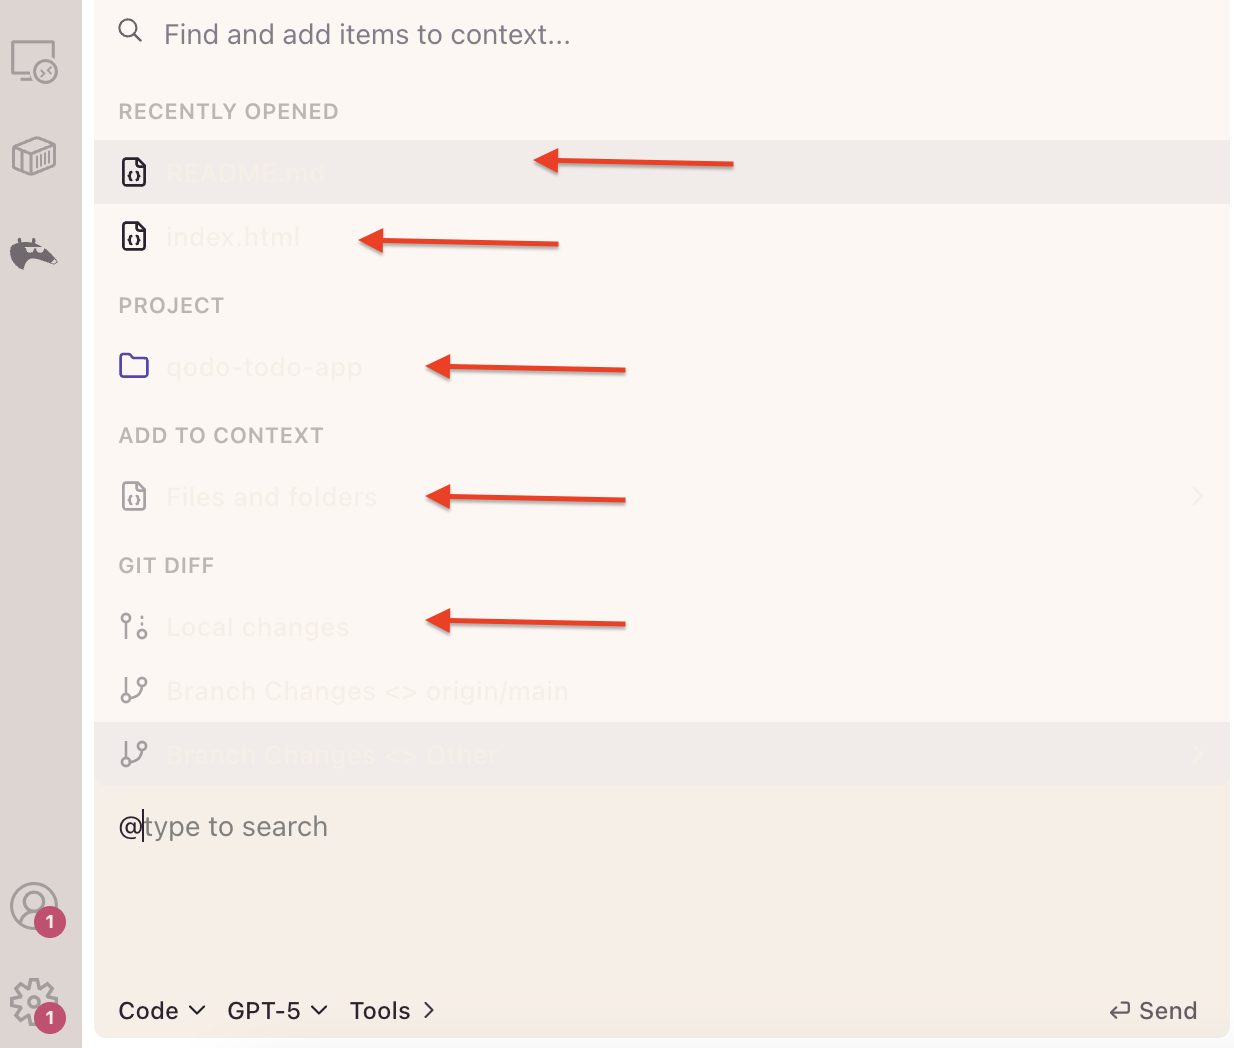 Find and add items to context...
RECENTLY OPENED
README.md
index.html
PROJECT
qodo-todo-app
ADD TO CONTEXT
Files and folders
GIT DIFF
Local changes
Branch Changes <> origin/main
Branch Changes <> Other
@type to search
1
1
Code GPT-5 Tools Send